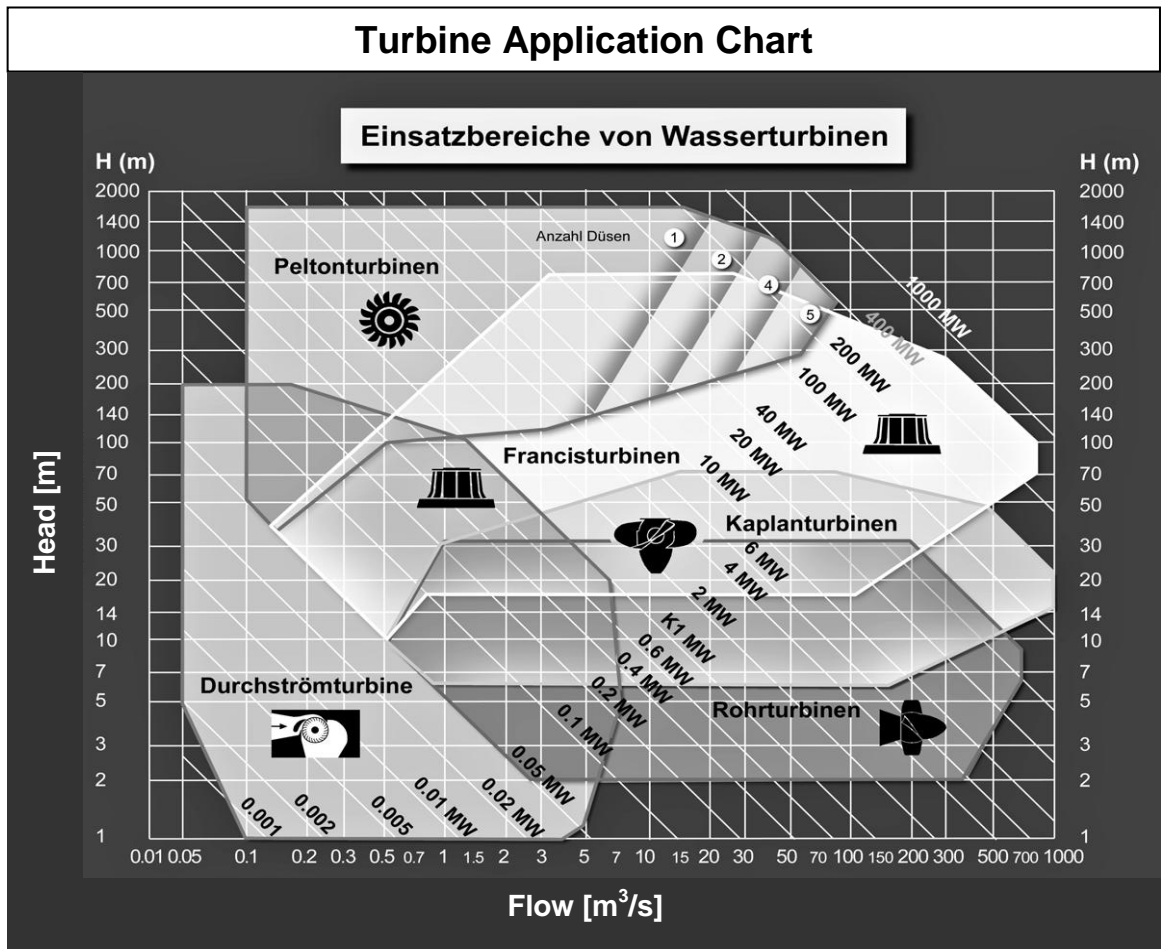 Turbine Application Chart
Einsatzbereiche von Wasserturbinen
H (m)
H (m)
2000
1400
1000
700
500
300
200
140
100
70
50
30
20
14
10
7
5
3
2
1
2000
1400
1000
700
500
300
200
140
100
70
50
30
20
14
10
7
5
3
2
1
Anzahl Düsen
1
2
4
5
Peltonturbinen
1000 MW
400 MW
200 MW
100 MW
40 MW
20 MW
10 MW
Francisturbinen
Kaplanturbinen
6 MW
4 MW
2 MW
K1 MW
0.6 MW
0.4 MW
0.2 MW
0.1 MW
0.05 MW
0.02 MW
0.01 MW
0.005
0.002
0.001
Durchströmturbine
Rohrturbinen
0.01 0.05 0.1 0.2 0.3 0.5 0.7 1 1.5 2 3 5 7 10 15 20 30 50 70 100 150 200 300 500 700 1000
Head [m]
Flow [m³/s]